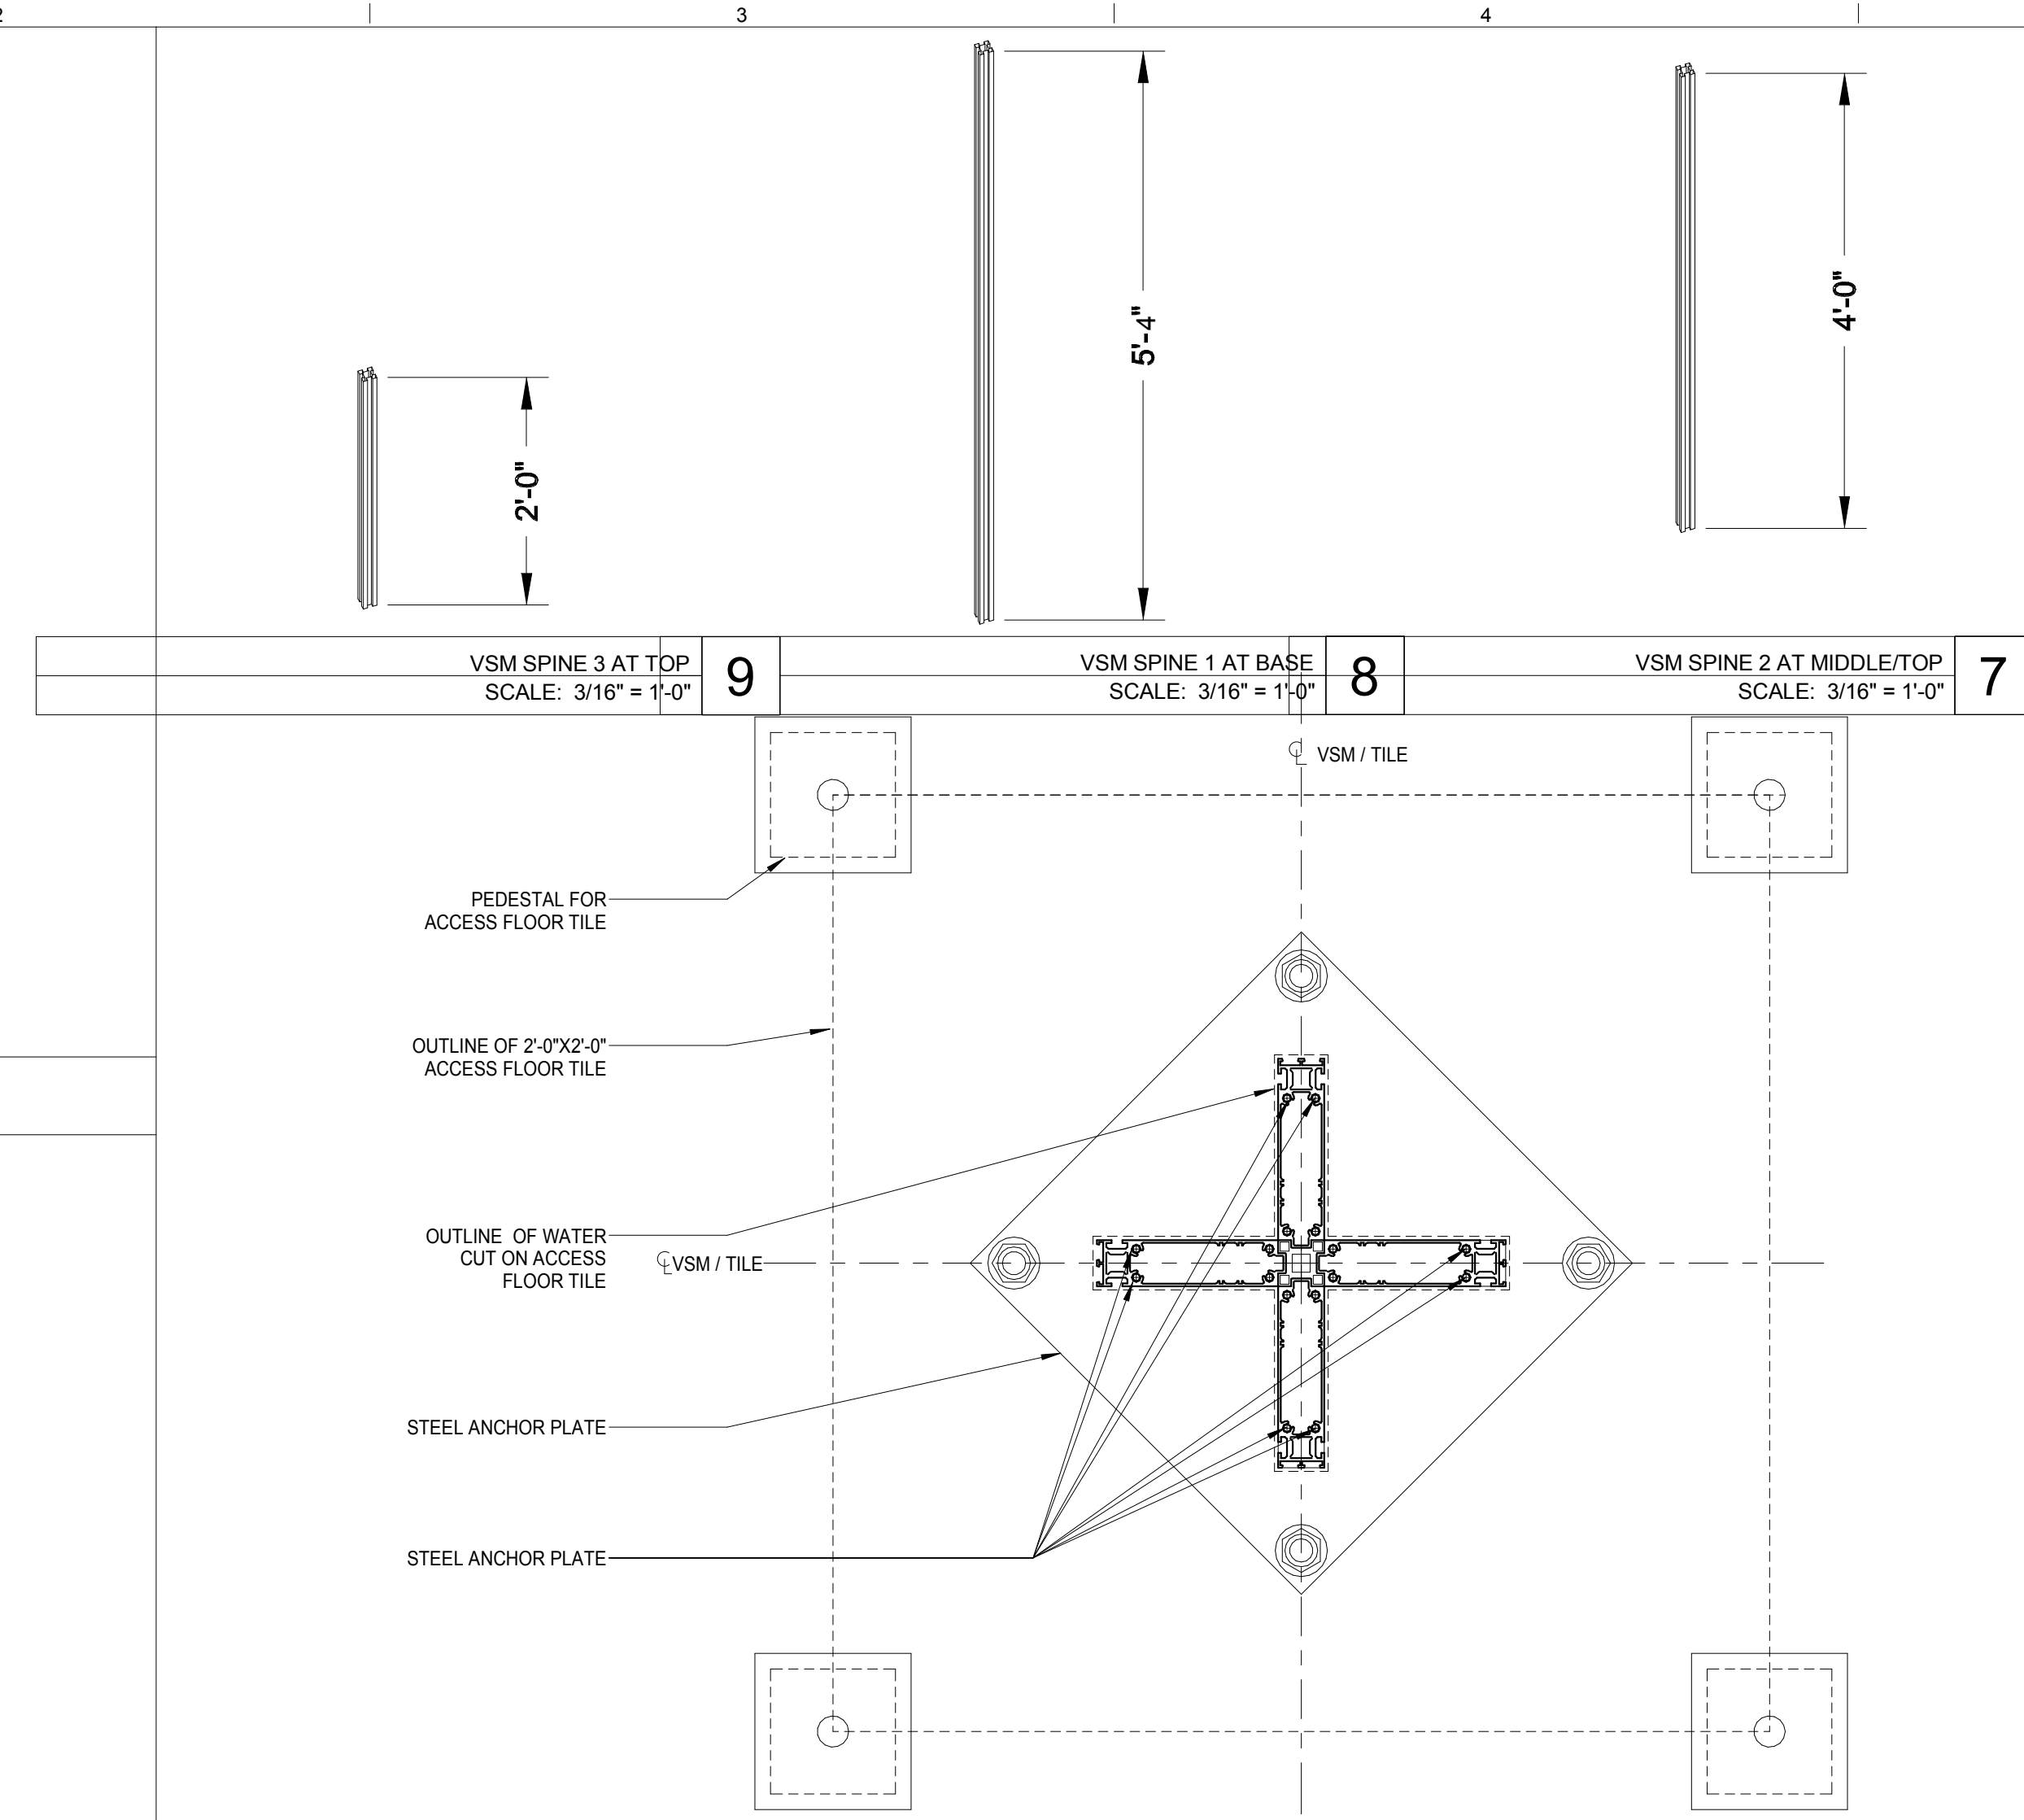 2
3
4
5'-4"
4'-0"
2'-0"
VSM SPINE 3 AT TOP
SCALE: 3/16" = 1'-0"
9
VSM SPINE 1 AT BASE
SCALE: 3/16" = 1'-0"
8
VSM SPINE 2 AT MIDDLE/TOP
SCALE: 3/16" = 1'-0"
7
℄ VSM / TILE
PEDESTAL FOR
ACCESS FLOOR TILE
OUTLINE OF 2'-0"X2'-0"
ACCESS FLOOR TILE
OUTLINE OF WATER
CUT ON ACCESS
FLOOR TILE
℄ VSM / TILE
STEEL ANCHOR PLATE
STEEL ANCHOR PLATE